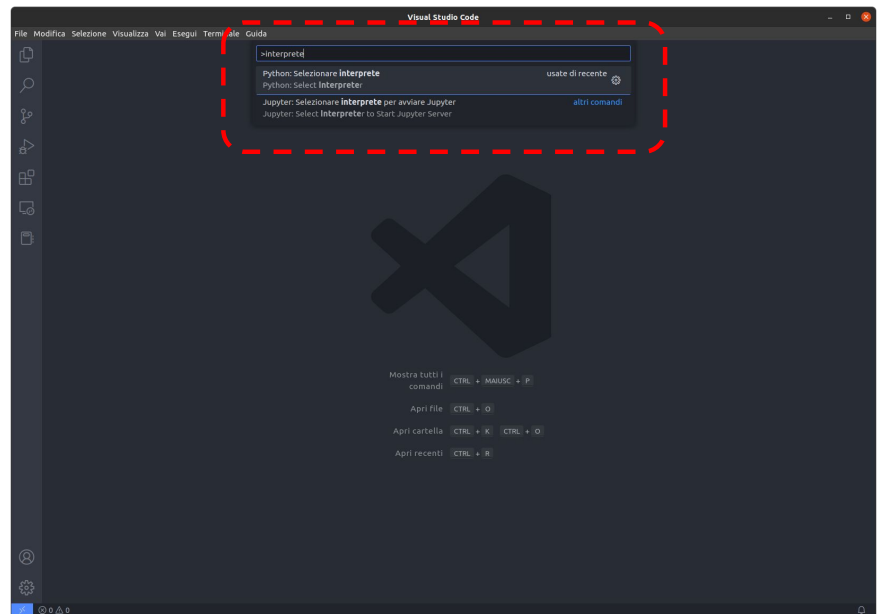 Visual Studio Code
File Modifica Selezione Visualizza Vai Esegui Terminale Guida
>interprete
Python: Selezionare interprete usate di recente
Python: Select Interpreter
Jupyter: Selezionare interprete per avviare Jupyter altri comandi
Jupyter: Select Interpreter to Start Jupyter Server
Mostra tutti i
comandi CTRL + MAIUSC + P
Apri file CTRL + O
Apri cartella CTRL + K CTRL + O
Apri recenti CTRL + R
0 0